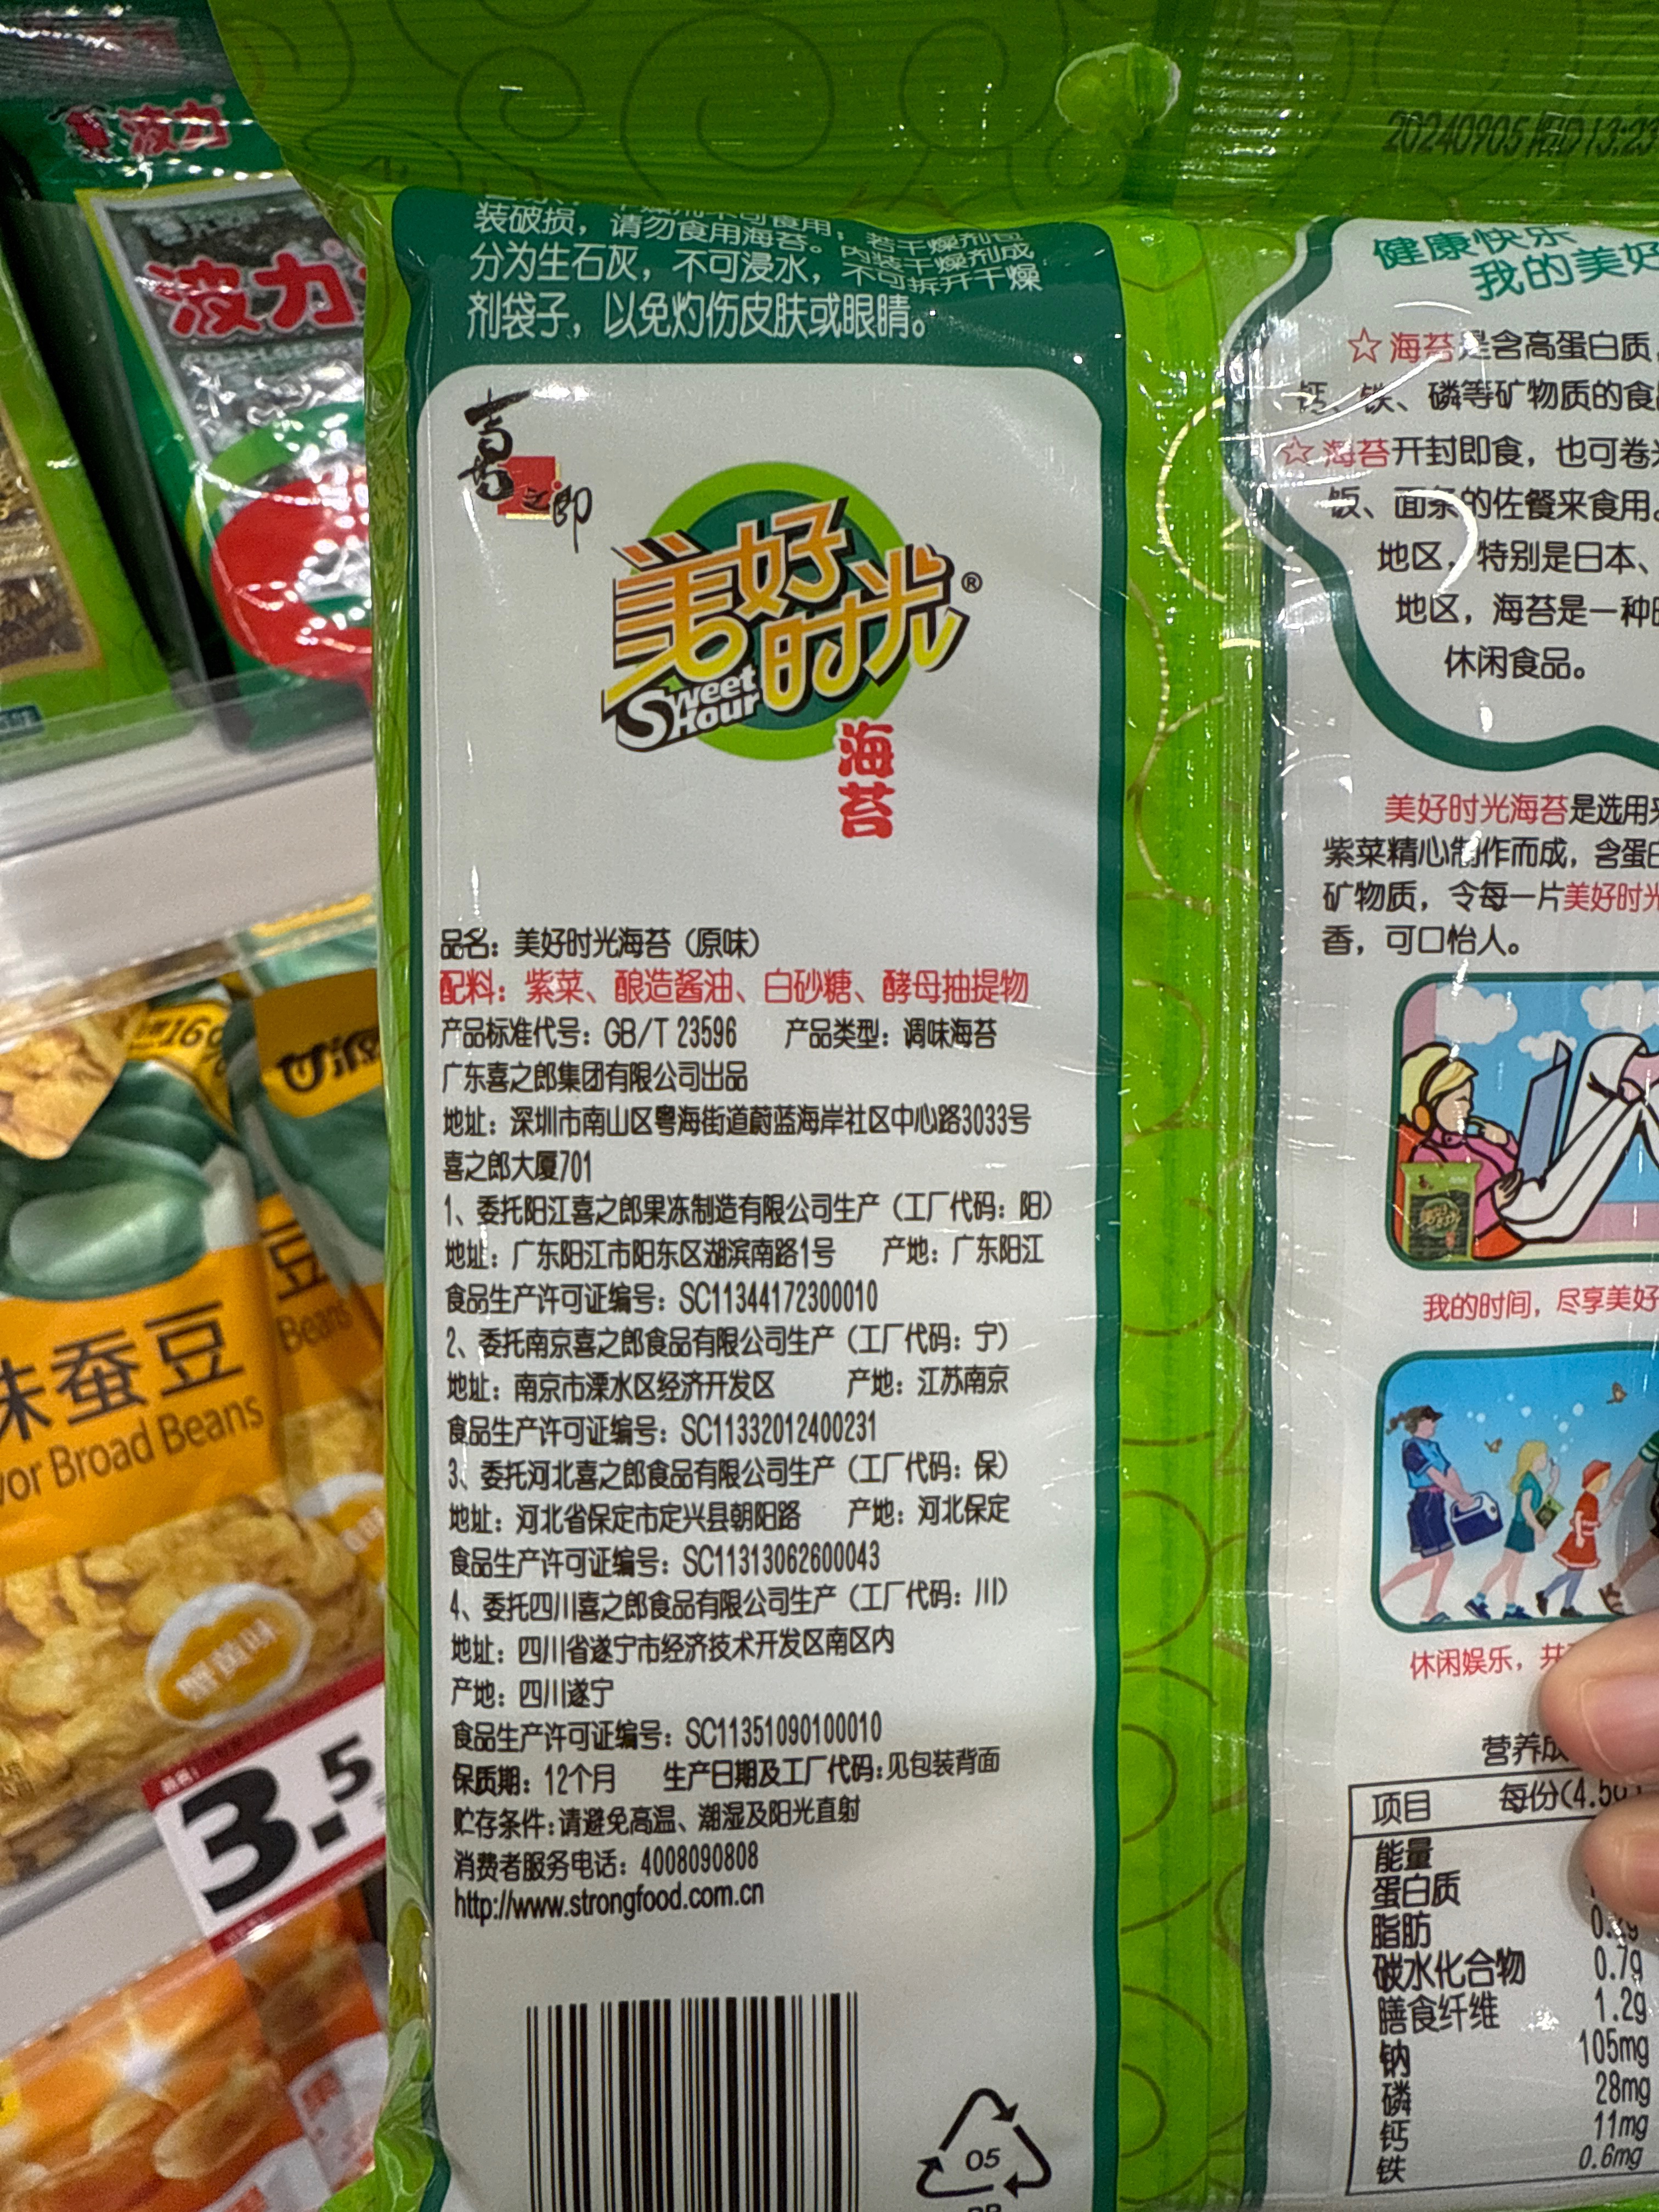 20240905
装破损，请勿食用海苔。内装干燥剂成
分为生石灰，不可浸水，不可拆开干燥
剂袋子，以免灼伤皮肤或眼睛。
喜之郎
美好时光®
Sweet Hour
海苔
品名：美好时光海苔（原味）
配料：紫菜、酿造酱油、白砂糖、酵母抽提物
产品标准代号：GB/T 23596 产品类型：调味海苔
广东喜之郎集团有限公司出品
地址：深圳市南山区粤海街道蔚蓝海岸社区中心路3033号
喜之郎大厦701
1、委托阳江喜之郎果冻制造有限公司生产（工厂代码：阳）
地址：广东阳江市阳东区湖滨南路1号 产地：广东阳江
食品生产许可证编号：SC11344172300010
2、委托南京喜之郎食品有限公司生产（工厂代码：宁）
地址：南京市溧水区经济开发区 产地：江苏南京
食品生产许可证编号：SC11332012400231
3、委托河北喜之郎食品有限公司生产（工厂代码：保）
地址：河北省保定市定兴县朝阳路 产地：河北保定
食品生产许可证编号：SC11313062600043
4、委托四川喜之郎食品有限公司生产（工厂代码：川）
地址：四川省遂宁市经济技术开发区南区内
产地：四川遂宁
食品生产许可证编号：SC11351090100010
保质期：12个月 生产日期及工厂代码：见包装背面
贮存条件：请避免高温、潮湿及阳光直射
消费者服务电话：4008090808
http://www.strongfood.com.cn
05
健康快乐
我的美好
☆海苔是含高蛋白质，
钙、铁、磷等矿物质的食
☆海苔开封即食，也可卷
饭、面条的佐餐来食用。
地区，特别是日本、
地区，海苔是一种
休闲食品。
美好时光海苔是选用
紫菜精心制作而成，含蛋
矿物质，令每一片美好时光
香，可口怡人。
我的时间，尽享美好
休闲娱乐，
营养成
项目 每份(4.5g
能量
蛋白质
脂肪
碳水化合物 0.7g
膳食纤维 1.2g
钠 105mg
磷 28mg
钙 11mg
铁 0.6mg
波力
波力
味蚕豆
Broad Beans
豆
Beans
蟹黄味
3.5